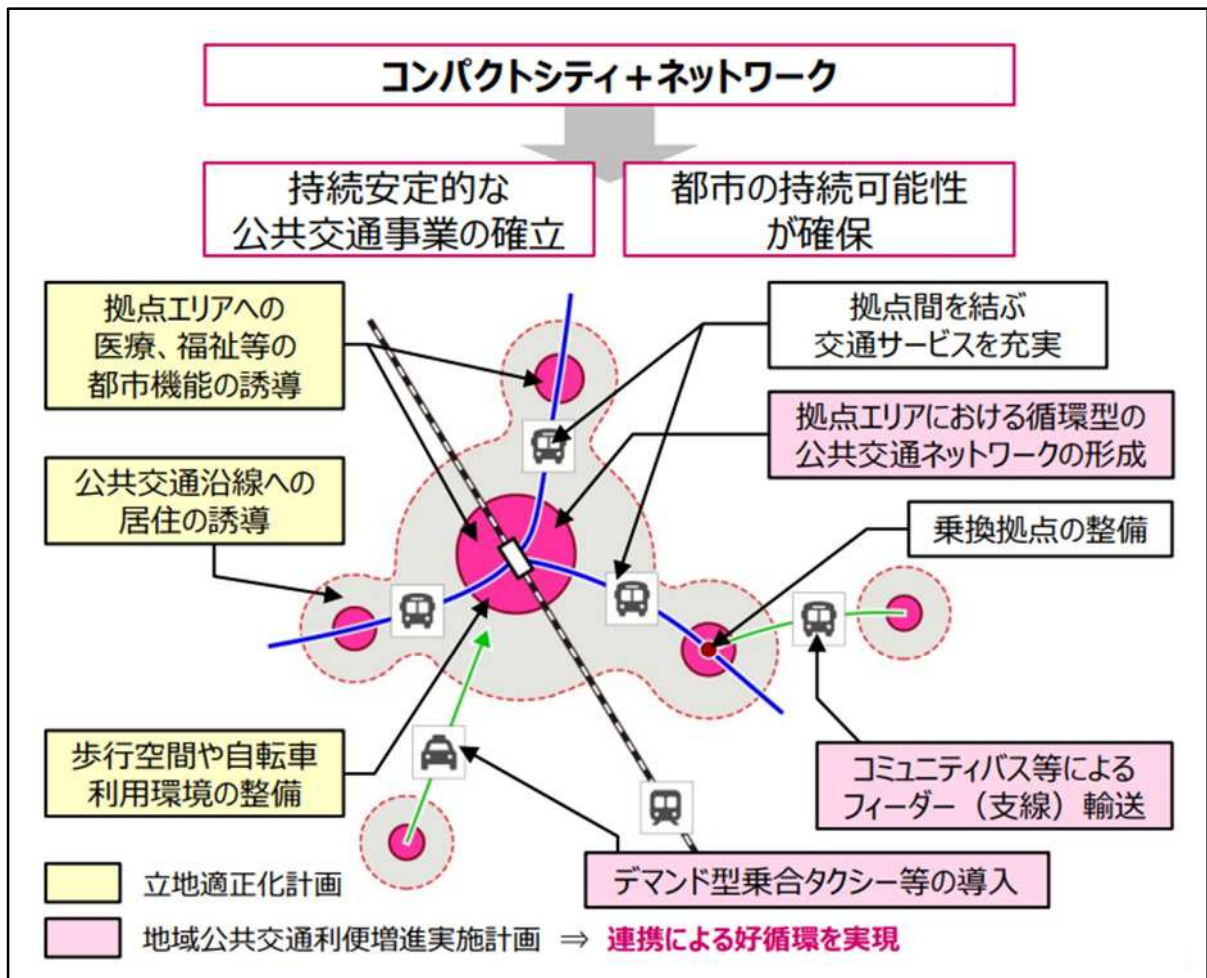 コンパクトシティ＋ネットワーク
持続安定的な
公共交通事業の確立
都市の持続可能性
が確保
拠点エリアへの
医療、福祉等の
都市機能の誘導
拠点間を結ぶ
交通サービスを充実
拠点エリアにおける循環型の
公共交通ネットワークの形成
公共交通沿線への
居住の誘導
乗換拠点の整備
歩行空間や自転車
利用環境の整備
コミュニティバス等による
フィーダー（支線）輸送
デマンド型乗合タクシー等の導入
立地適正化計画
地域公共交通利便増進実施計画 ⇒ 連携による好循環を実現